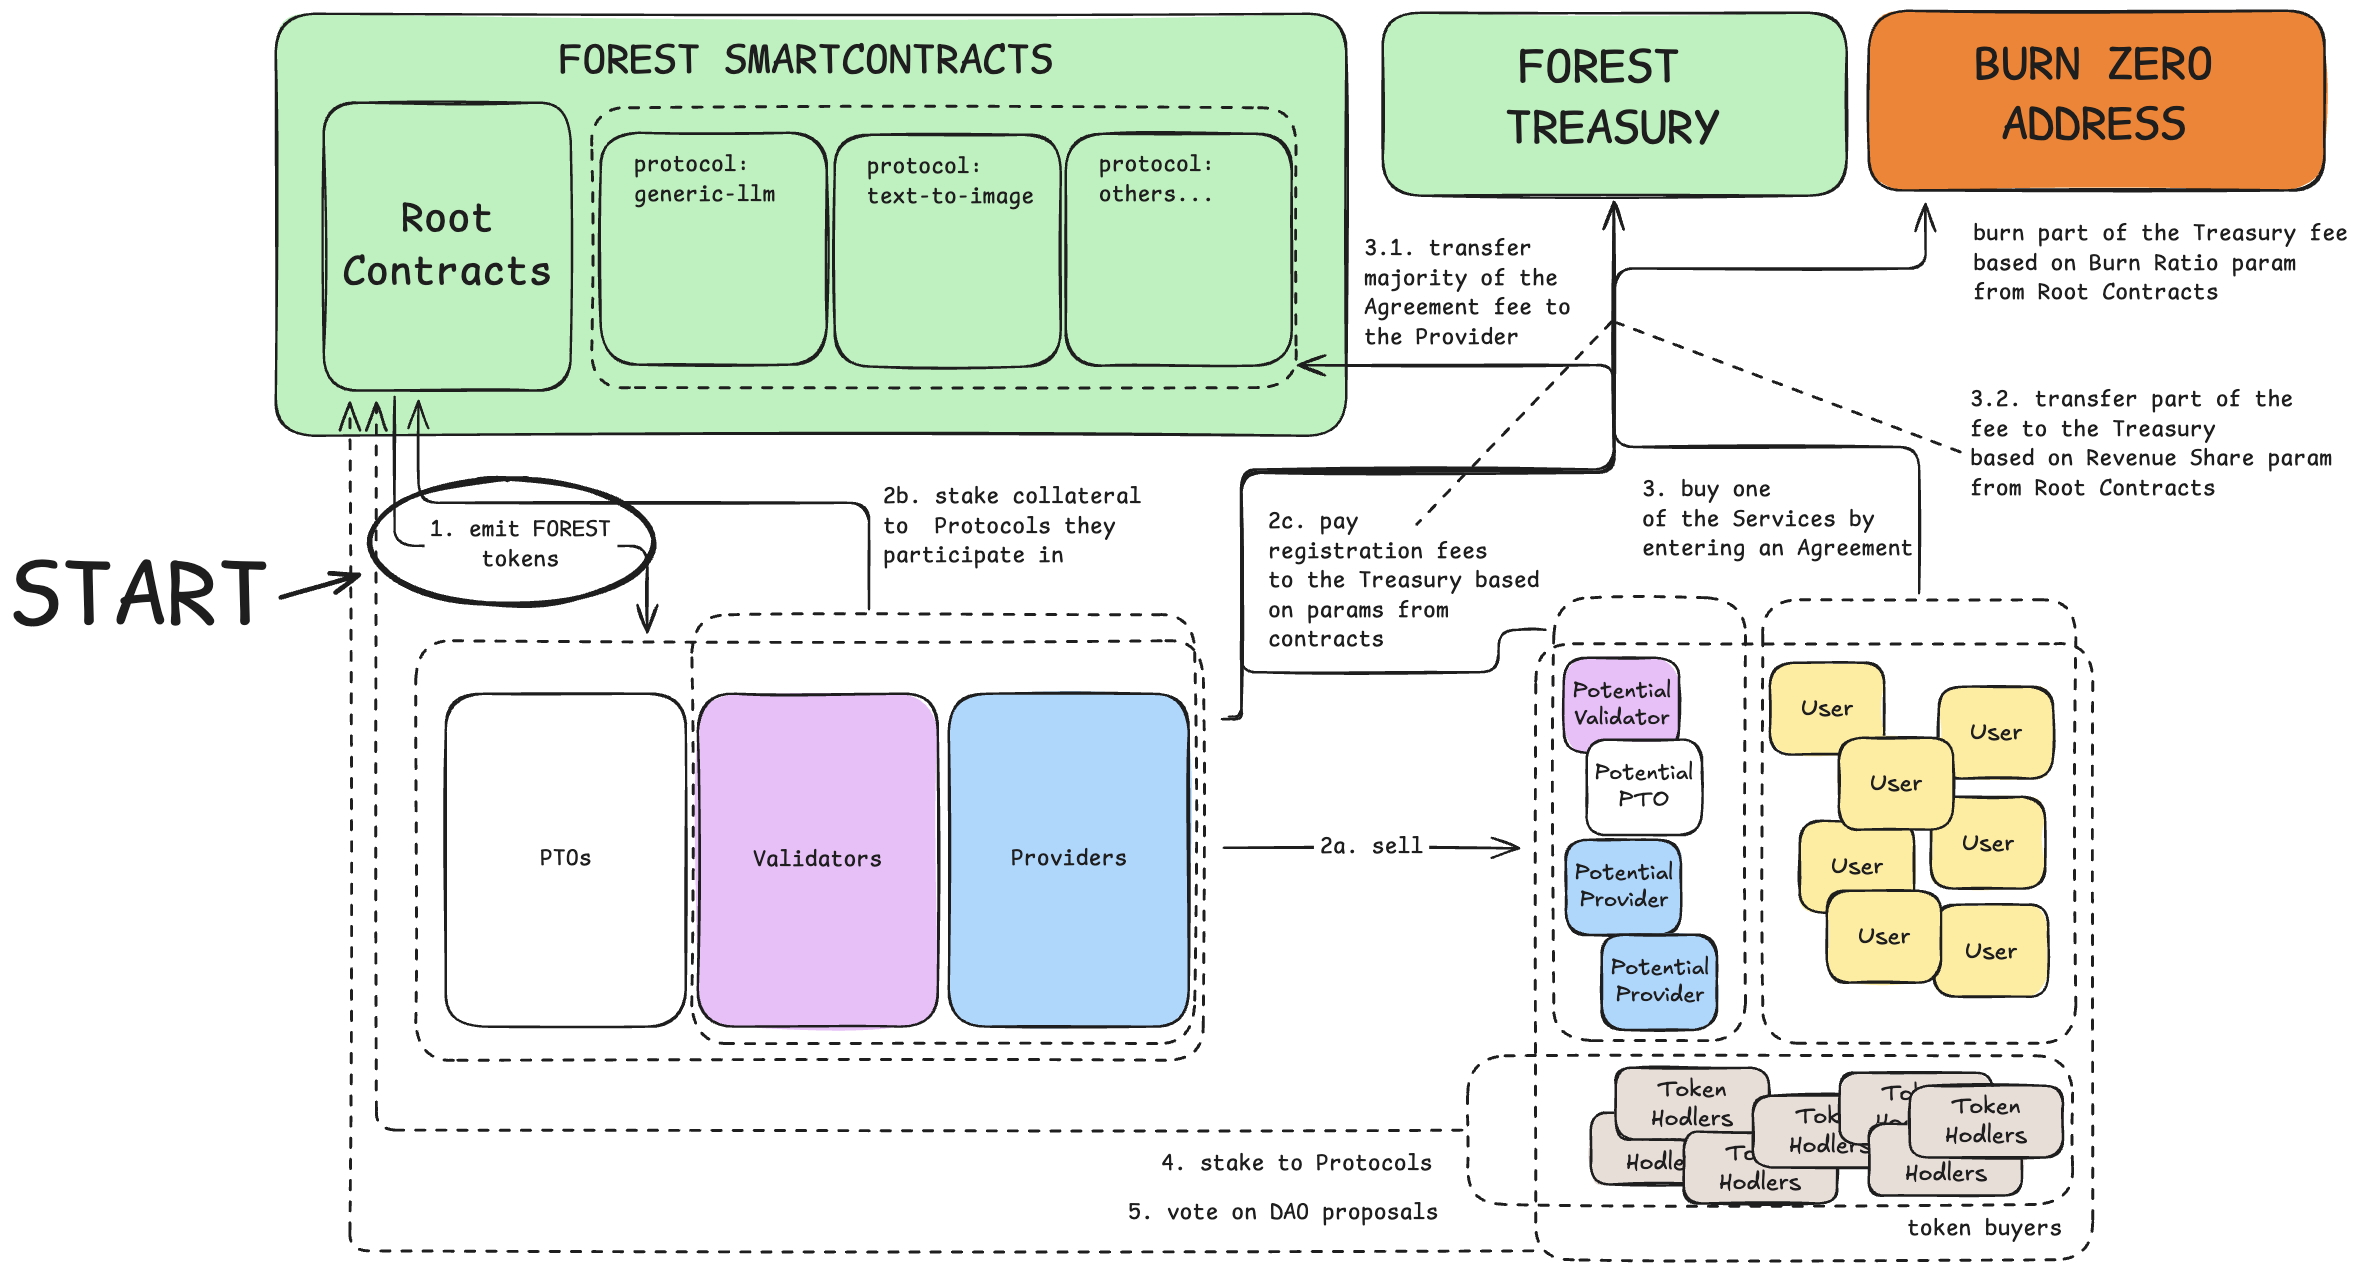 FOREST SMARTCONTRACTS
Root
Contracts
protocol:
generic-llm
protocol:
text-to-image
protocol:
others...
FOREST
TREASURY
BURN ZERO
ADDRESS
3.1. transfer
majority of the
Agreement fee to
the Provider
burn part of the Treasury fee
based on Burn Ratio param
from Root Contracts
3.2. transfer part of the
fee to the Treasury
based on Revenue Share param
from Root Contracts
START
1. emit FOREST
tokens
2b. stake collateral
to  Protocols they
participate in
2c. pay
registration fees
to the Treasury based
on params from
contracts
3. buy one
of the Services by
entering an Agreement
PTOs
Validators
Providers
2a. sell
Potential
Validator
Potential
PTO
Potential
Provider
Potential
Provider
User
User
User
User
User
User
User
Token
Hodlers
Hodlers
Hodlers
Token
Hodlers
Hodlers
4. stake to Protocols
5. vote on DAO proposals
token buyers